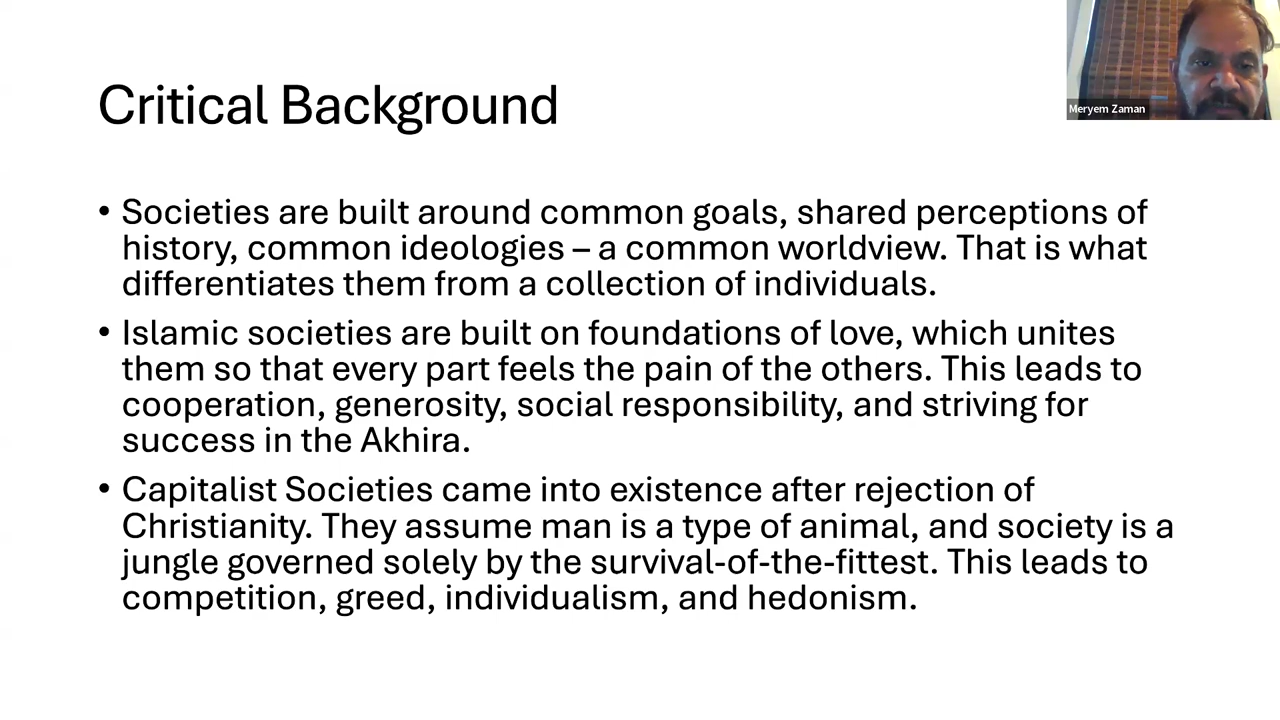 Critical Background
Meryem Zaman
• Societies are built around common goals, shared perceptions of
history, common ideologies – a common worldview. That is what
differentiates them from a collection of individuals.
• Islamic societies are built on foundations of love, which unites
them so that every part feels the pain of the others. This leads to
cooperation, generosity, social responsibility, and striving for
success in the Akhira.
• Capitalist Societies came into existence after rejection of
Christianity. They assume man is a type of animal, and society is a
jungle governed solely by the survival-of-the-fittest. This leads to
competition, greed, individualism, and hedonism.